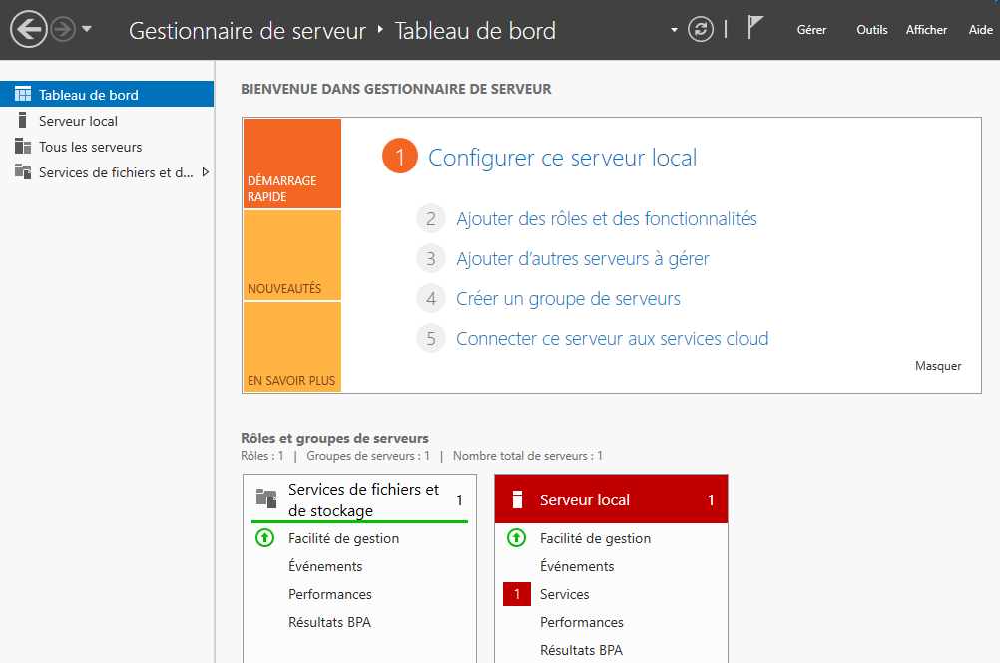 Gestionnaire de serveur ‣ Tableau de bord
Gérer
Outils
Afficher
Aide
Tableau de bord
Serveur local
Tous les serveurs
Services de fichiers et d...
BIENVENUE DANS GESTIONNAIRE DE SERVEUR
DÉMARRAGE
RAPIDE
NOUVEAUTÉS
EN SAVOIR PLUS
1 Configurer ce serveur local
2 Ajouter des rôles et des fonctionnalités
3 Ajouter d’autres serveurs à gérer
4 Créer un groupe de serveurs
5 Connecter ce serveur aux services cloud
Masquer
Rôles et groupes de serveurs
Rôles : 1 | Groupes de serveurs : 1 | Nombre total de serveurs : 1
Services de fichiers et
de stockage
1
Facilité de gestion
Événements
Performances
Résultats BPA
Serveur local 1
Facilité de gestion
Événements
1 Services
Performances
Résultats BPA